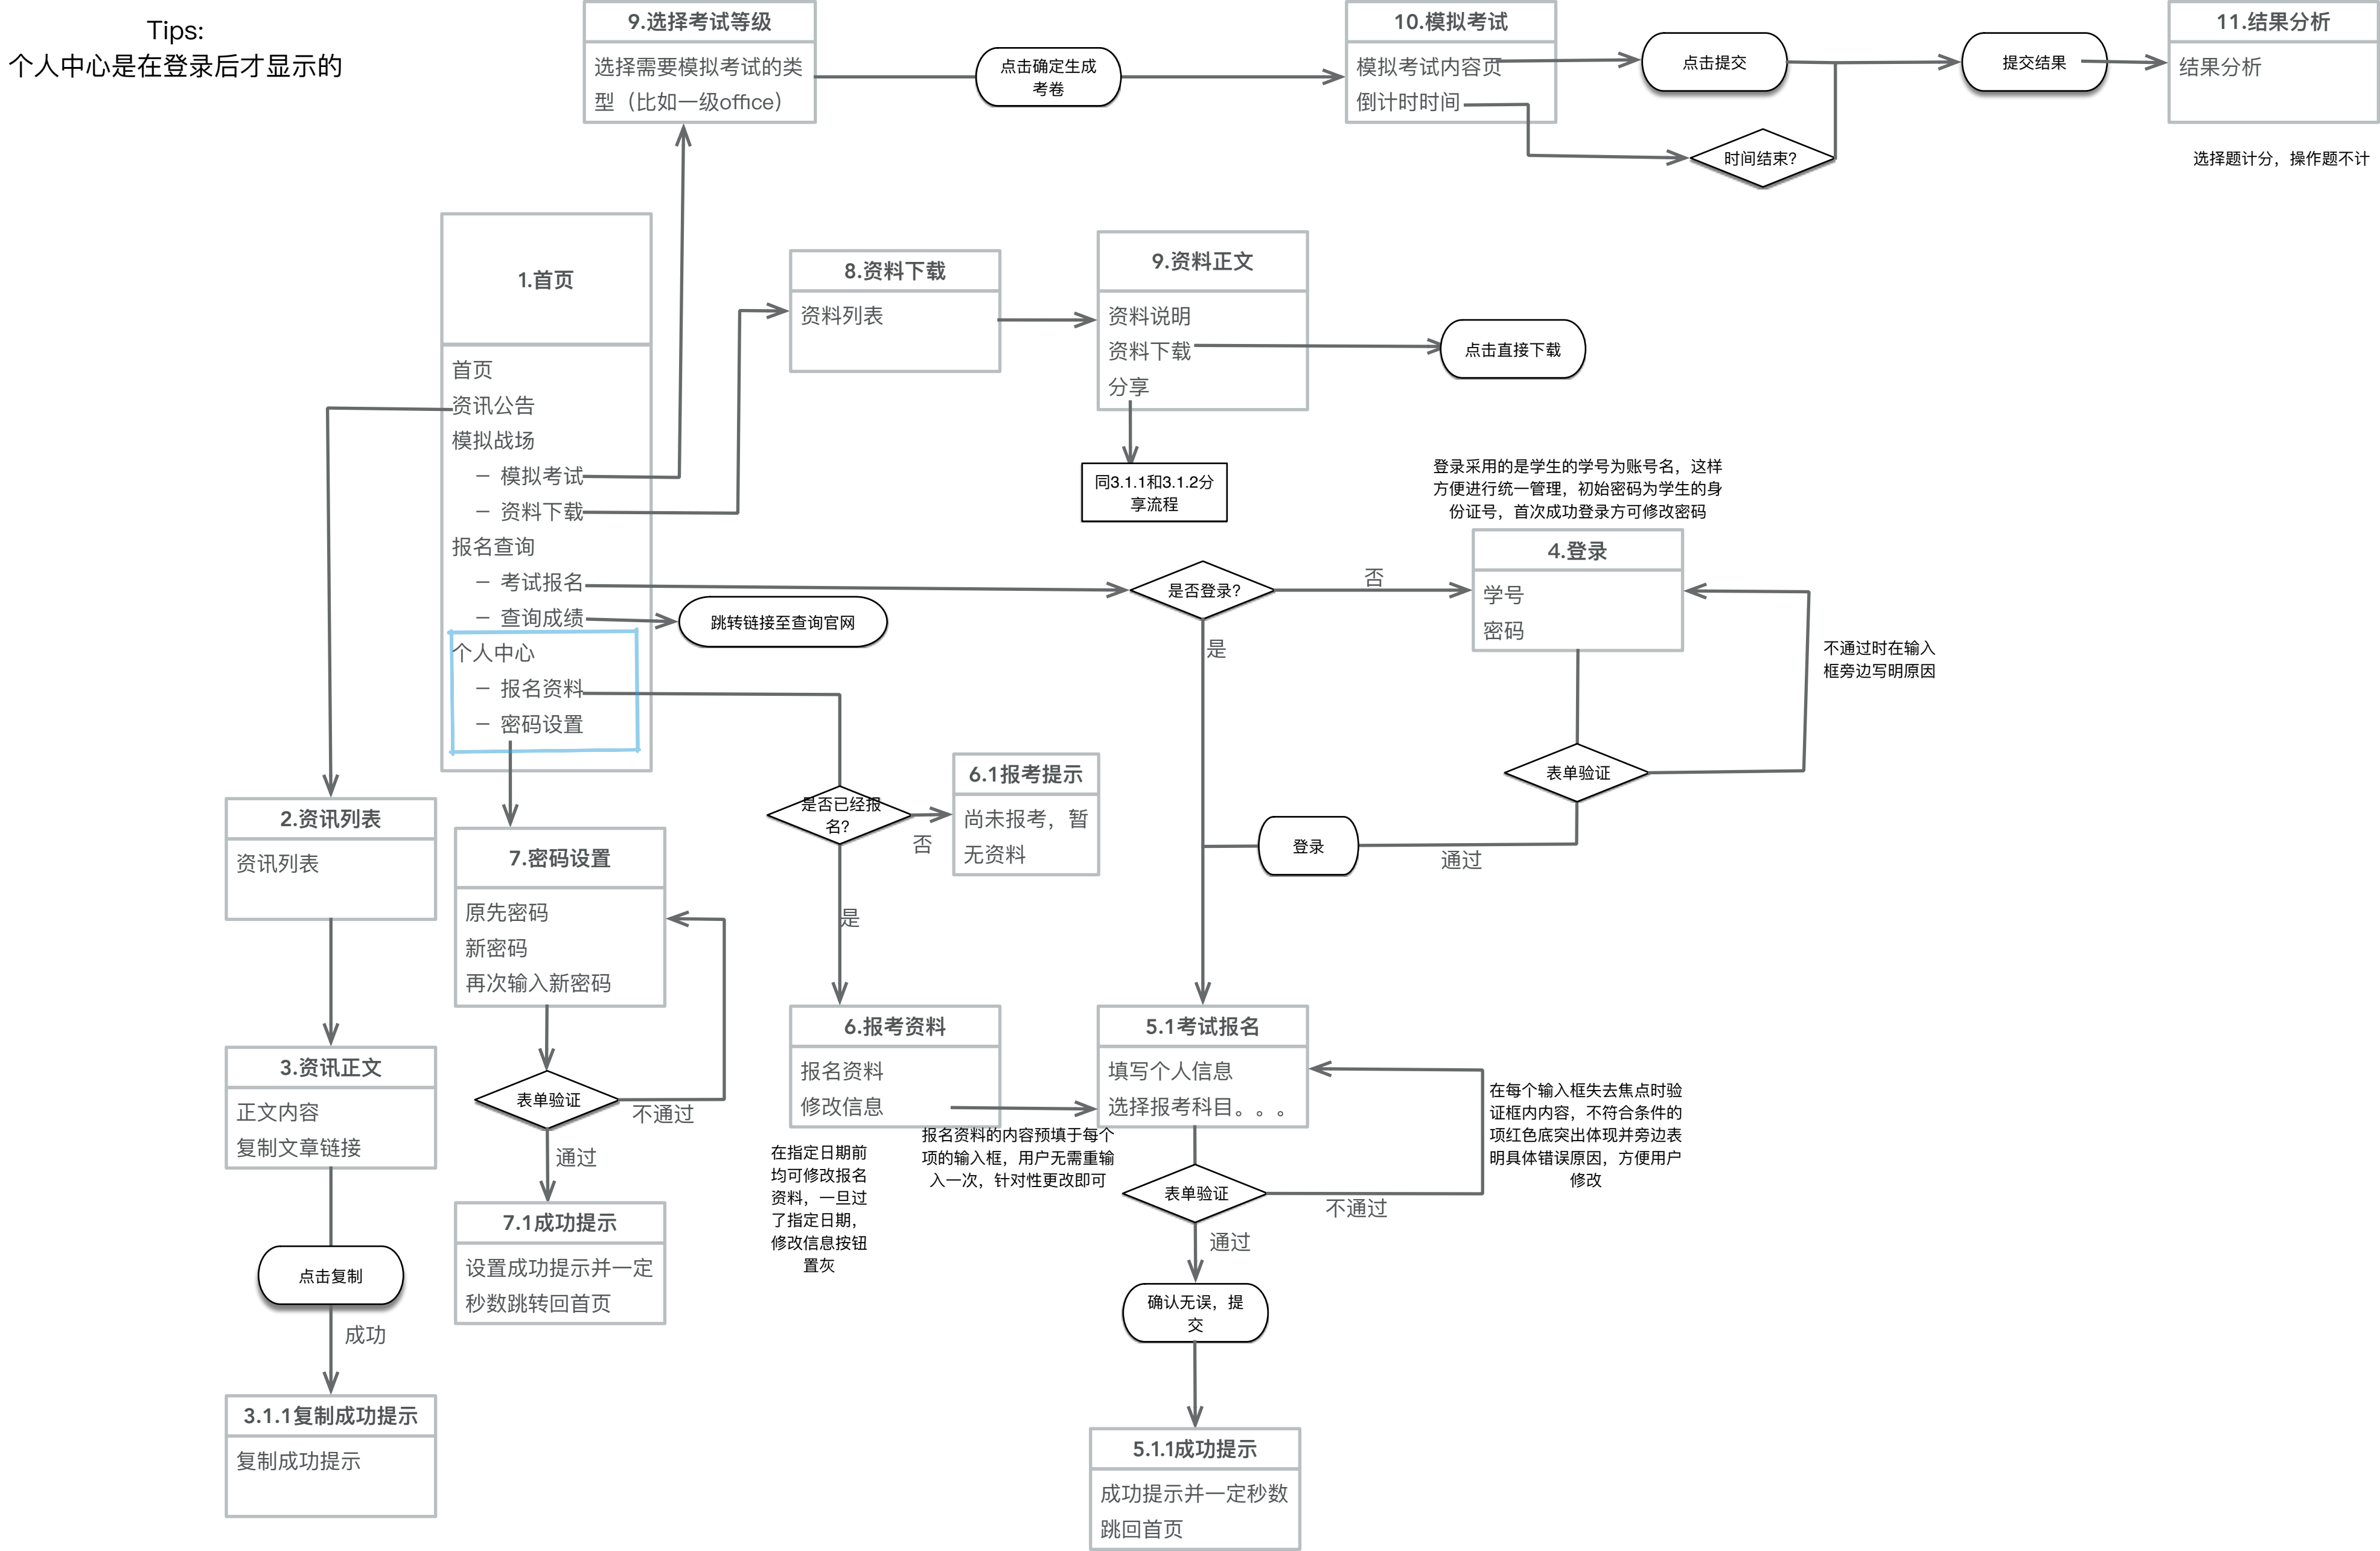 Tips:
个人中心是在登录后才显示的
9.选择考试等级
选择需要模拟考试的类
型（比如一级office）
点击确定生成
考卷
10.模拟考试
模拟考试内容页
倒计时时间
点击提交
时间结束?
提交结果
11.结果分析
结果分析
选择题计分，操作题不计
1.首页
首页
资讯公告
模拟战场
- 模拟考试
- 资料下载
报名查询
- 考试报名
- 查询成绩
个人中心
- 报名资料
- 密码设置
8.资料下载
资料列表
9.资料正文
资料说明
资料下载
分享
点击直接下载
同3.1.1和3.1.2分
享流程
登录采用的是学生的学号为账号名，这样
方便进行统一管理，初始密码为学生的身
份证号，首次成功登录方可修改密码
4.登录
学号
密码
是否登录?
否
是
跳转链接至查询官网
不通过时在输入
框旁边写明原因
表单验证
登录
通过
是否已经报
名?
否
是
6.1报考提示
尚未报考，暂
无资料
2.资讯列表
资讯列表
7.密码设置
原先密码
新密码
再次输入新密码
表单验证
不通过
通过
7.1成功提示
设置成功提示并一定
秒数跳转回首页
3.资讯正文
正文内容
复制文章链接
点击复制
成功
3.1.1复制成功提示
复制成功提示
6.报考资料
报名资料
修改信息
在指定日期前
均可修改报名
资料，一旦过
了指定日期，
修改信息按钮
置灰
报名资料的内容预填于每个
项的输入框，用户无需重输
入一次，针对性更改即可
5.1考试报名
填写个人信息
选择报考科目。。。
在每个输入框失去焦点时验
证框内内容，不符合条件的
项红色底突出体现并旁边表
明具体错误原因，方便用户
修改
表单验证
不通过
通过
确认无误，提
交
5.1.1成功提示
成功提示并一定秒数
跳回首页